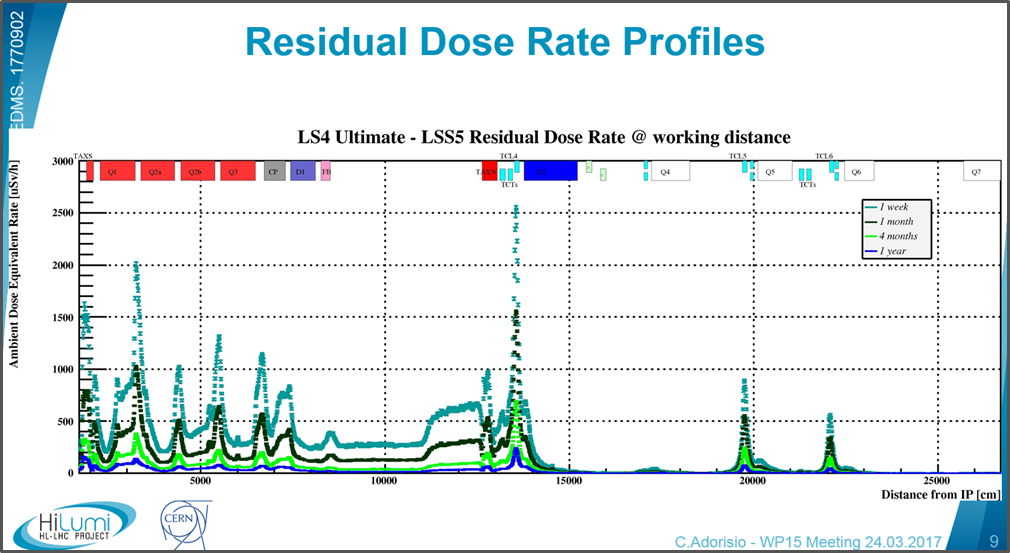 EDMS. 1770902
Residual Dose Rate Profiles
LS4 Ultimate - LSS5 Residual Dose Rate @ working distance
TAXS
TCL4
TCL5
TCL6
Q1
Q2a
Q2b
Q3
CP
D1
FB
TAXN
Q4
Q5
Q6
Q7
TCTs
TCTs
Ambient Dose Equivalent Rate [uSv/h]
3000
2500
2000
1500
1000
500
0
1 week
1 month
4 months
1 year
5000
10000
15000
20000
25000
Distance from IP [cm]
HiLumi
HL-LHC PROJECT
CERN
C.Adorisio - WP15 Meeting 24.03.2017
9